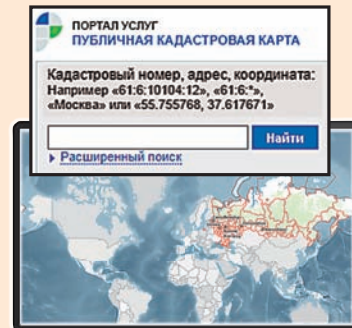 ПОРТАЛ УСЛУГ
ПУБЛИЧНАЯ КАДАСТРОВАЯ КАРТА
Кадастровый номер, адрес, координата:
Например «61:6:10104:12», «61:6:*»,
«Москва» или «55.755768, 37.617671»
Найти
Расширенный поиск